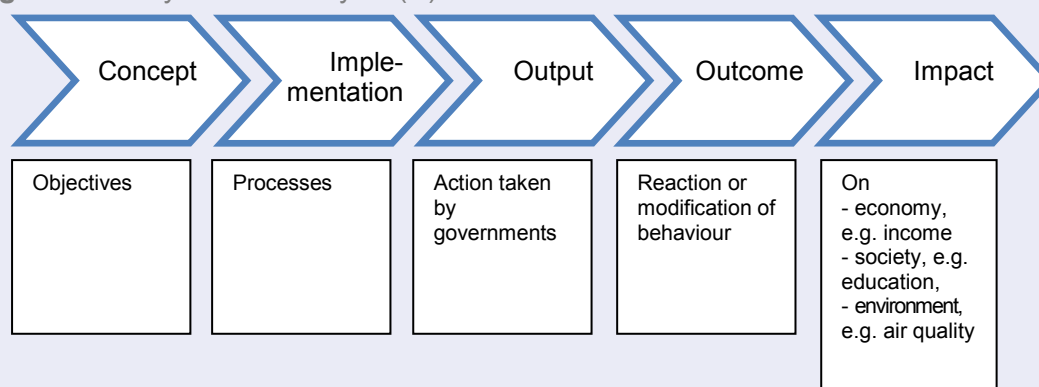 Concept
Imple-
mentation
Output
Outcome
Impact
Objectives
Processes
Action taken
by
governments
Reaction or
modification of
behaviour
On
- economy,
e.g. income
- society, e.g.
education,
- environment,
e.g. air quality